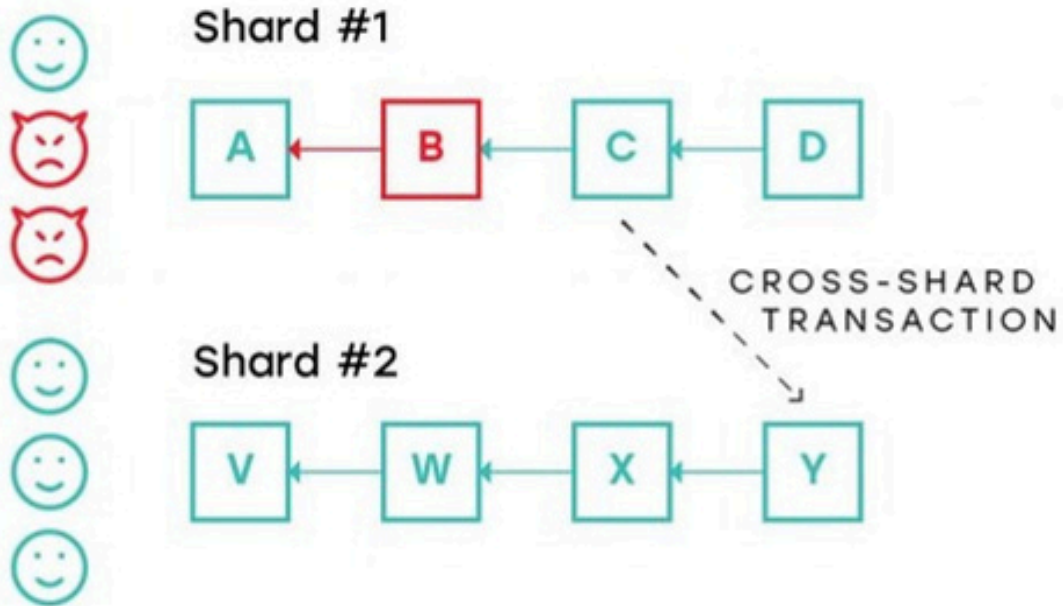 Shard #1
A B C D
CROSS-SHARD
TRANSACTION
Shard #2
V W X Y